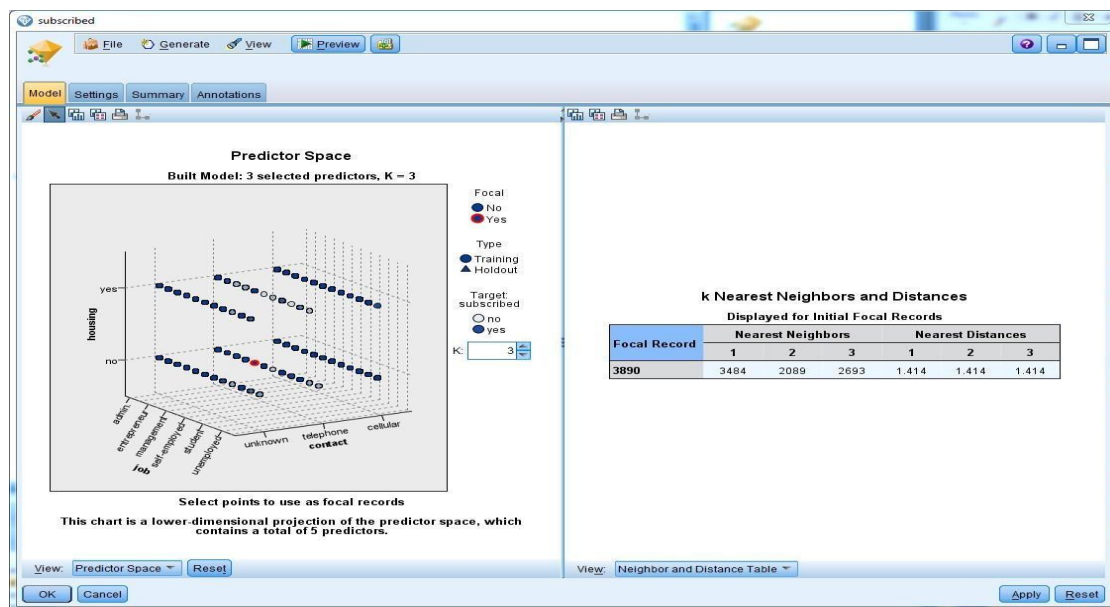 subscribed
File Generate View Preview
Model Settings Summary Annotations
Predictor Space
Built Model: 3 selected predictors, K = 3
Focal
No
Yes
Type
Training
Holdout
Target:
subscribed
no
yes
K: 3
yes
no
housing
admin.
entrepreneur
management
self-employed
student
unemployed
job
unknown
telephone
cellular
contact
Select points to use as focal records
This chart is a lower-dimensional projection of the predictor space, which
contains a total of 5 predictors.
View: Predictor Space Reset
k Nearest Neighbors and Distances
Displayed for Initial Focal Records
Focal Record Nearest Neighbors Nearest Distances
1 2 3 1 2 3
3890 3484 2089 2693 1.414 1.414 1.414
View: Neighbor and Distance Table
OK Cancel Apply Reset